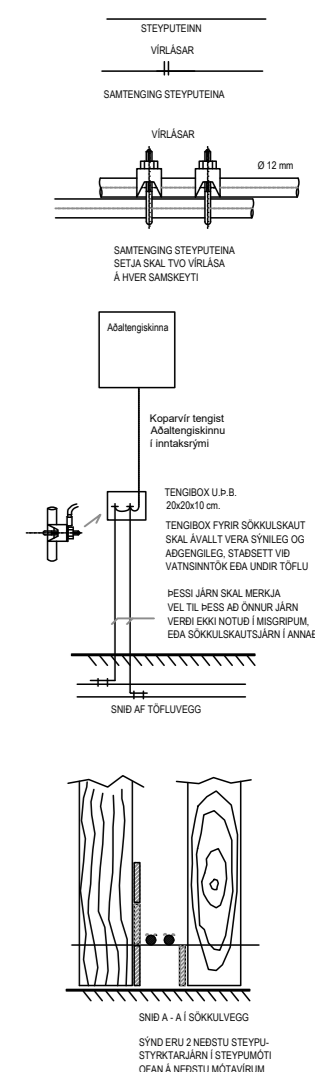 STEYPUTEINN
VÍRLÁSAR
SAMTENGING STEYPUTEINA
VÍRLÁSAR
Ø 12 mm
SAMTENGING STEYPUTEINA
SETJA SKAL TVO VÍRLÁSA
Á HVER SAMSKEYTI
Aðaltengiskinna
Koparvír tengist
Aðaltengiskinnu
í inntaksrými
TENGIBOX U.Þ.B.
20x20x10 cm.
TENGIBOX FYRIR SÖKKULSKAUT
SKAL ÁVALLT VERA SÝNILEG OG
AÐGENGILEG, STAÐSETT VIÐ
VATNSINNTÖK EÐA UNDIR TÖFLU
ÞESSI JÁRN SKAL MERKJA
VEL TIL ÞESS AÐ ÖNNUR JÁRN
VERÐI EKKI NOTUÐ Í MISGRIPUM,
EÐA SÖKKULSKAUTSJÁRN Í ANNAÐ
SNIÐ AF TÖFLUVEGG
SNIÐ A - A Í SÖKKULVEGG
SÝND ERU 2 NEÐSTU STEYPU-
STYRKTARJÁRN Í STEYPUMÓTI
OFAN Á NEÐSTU MÓTAVÍRUM